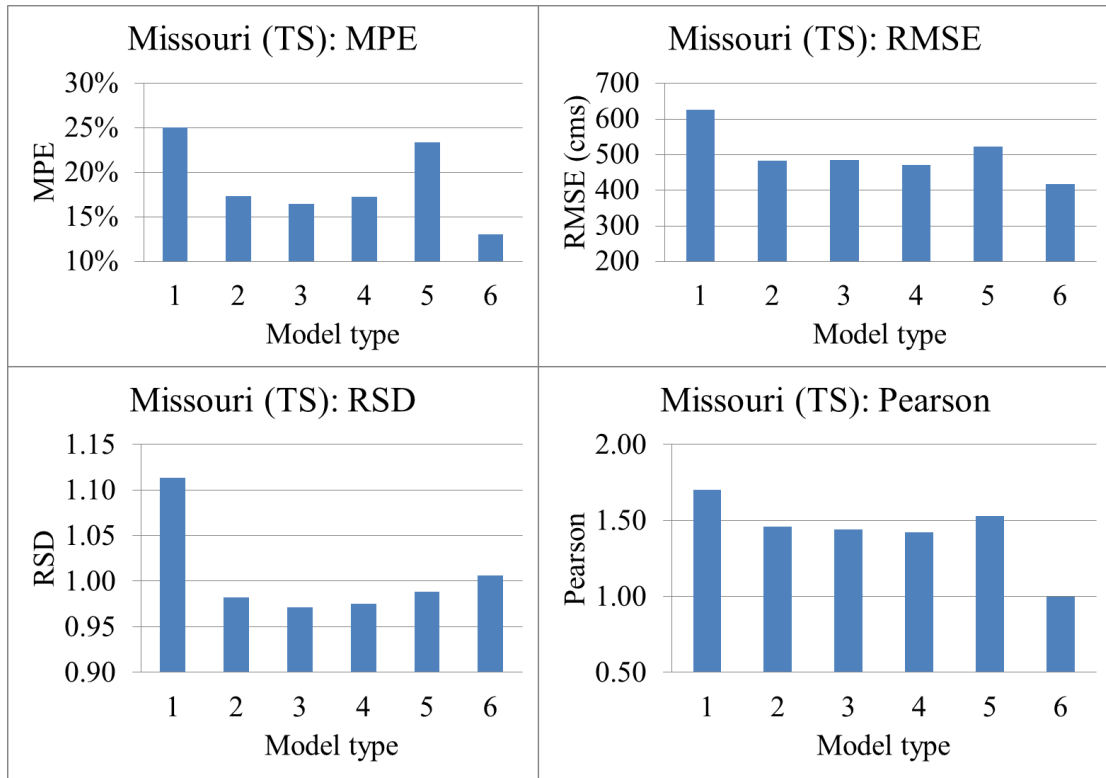 Missouri (TS): MPE
30%
25%
20%
15%
10%
MPE
1 2 3 4 5 6
Model type
Missouri (TS): RMSE
700
600
500
400
300
200
RMSE (cms)
1 2 3 4 5 6
Model type
Missouri (TS): RSD
1.15
1.10
1.05
1.00
0.95
0.90
RSD
1 2 3 4 5 6
Model type
Missouri (TS): Pearson
2.00
1.50
1.00
0.50
Pearson
1 2 3 4 5 6
Model type